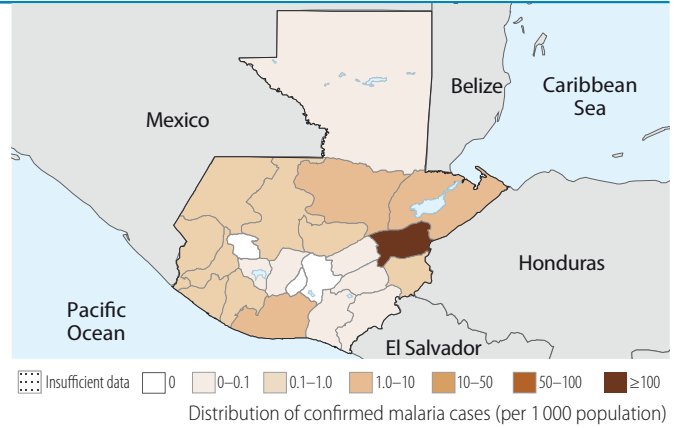 Belize
Caribbean
Sea
Mexico
Honduras
Pacific
Ocean
El Salvador
Insufficient data 0 0–0.1 0.1–1.0 1.0–10 10–50 50–100 ≥100
Distribution of confirmed malaria cases (per 1 000 population)